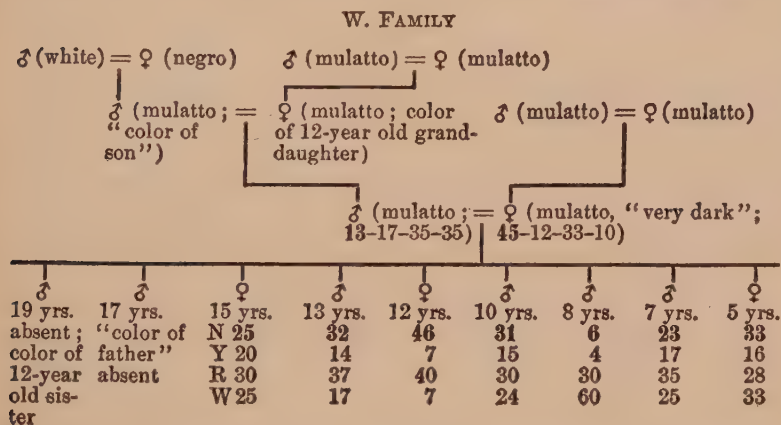 W. FAMILY
♂ (white) = ♀ (negro) ♂ (mulatto) = ♀ (mulatto)
♂ (mulatto ; = ♀ (mulatto; color ♂ (mulatto) = ♀ (mulatto)
"color of of 12-year old grand-
son") daughter)
♂ (mulatto ; = ♀ (mulatto, "very dark";
13-17-35-35) 45-12-33-10)
♂ ♂ ♀ ♂ ♀ ♂ ♂ ♂ ♀
19 yrs. 17 yrs. 15 yrs. 13 yrs. 12 yrs. 10 yrs. 8 yrs. 7 yrs. 5 yrs.
absent; "color of N 25 32 46 31 6 23 33
color of father" Y 20 14 7 15 4 17 16
12-year absent R 30 37 40 30 30 35 28
old sis- W 25 17 7 24 60 25 33
ter